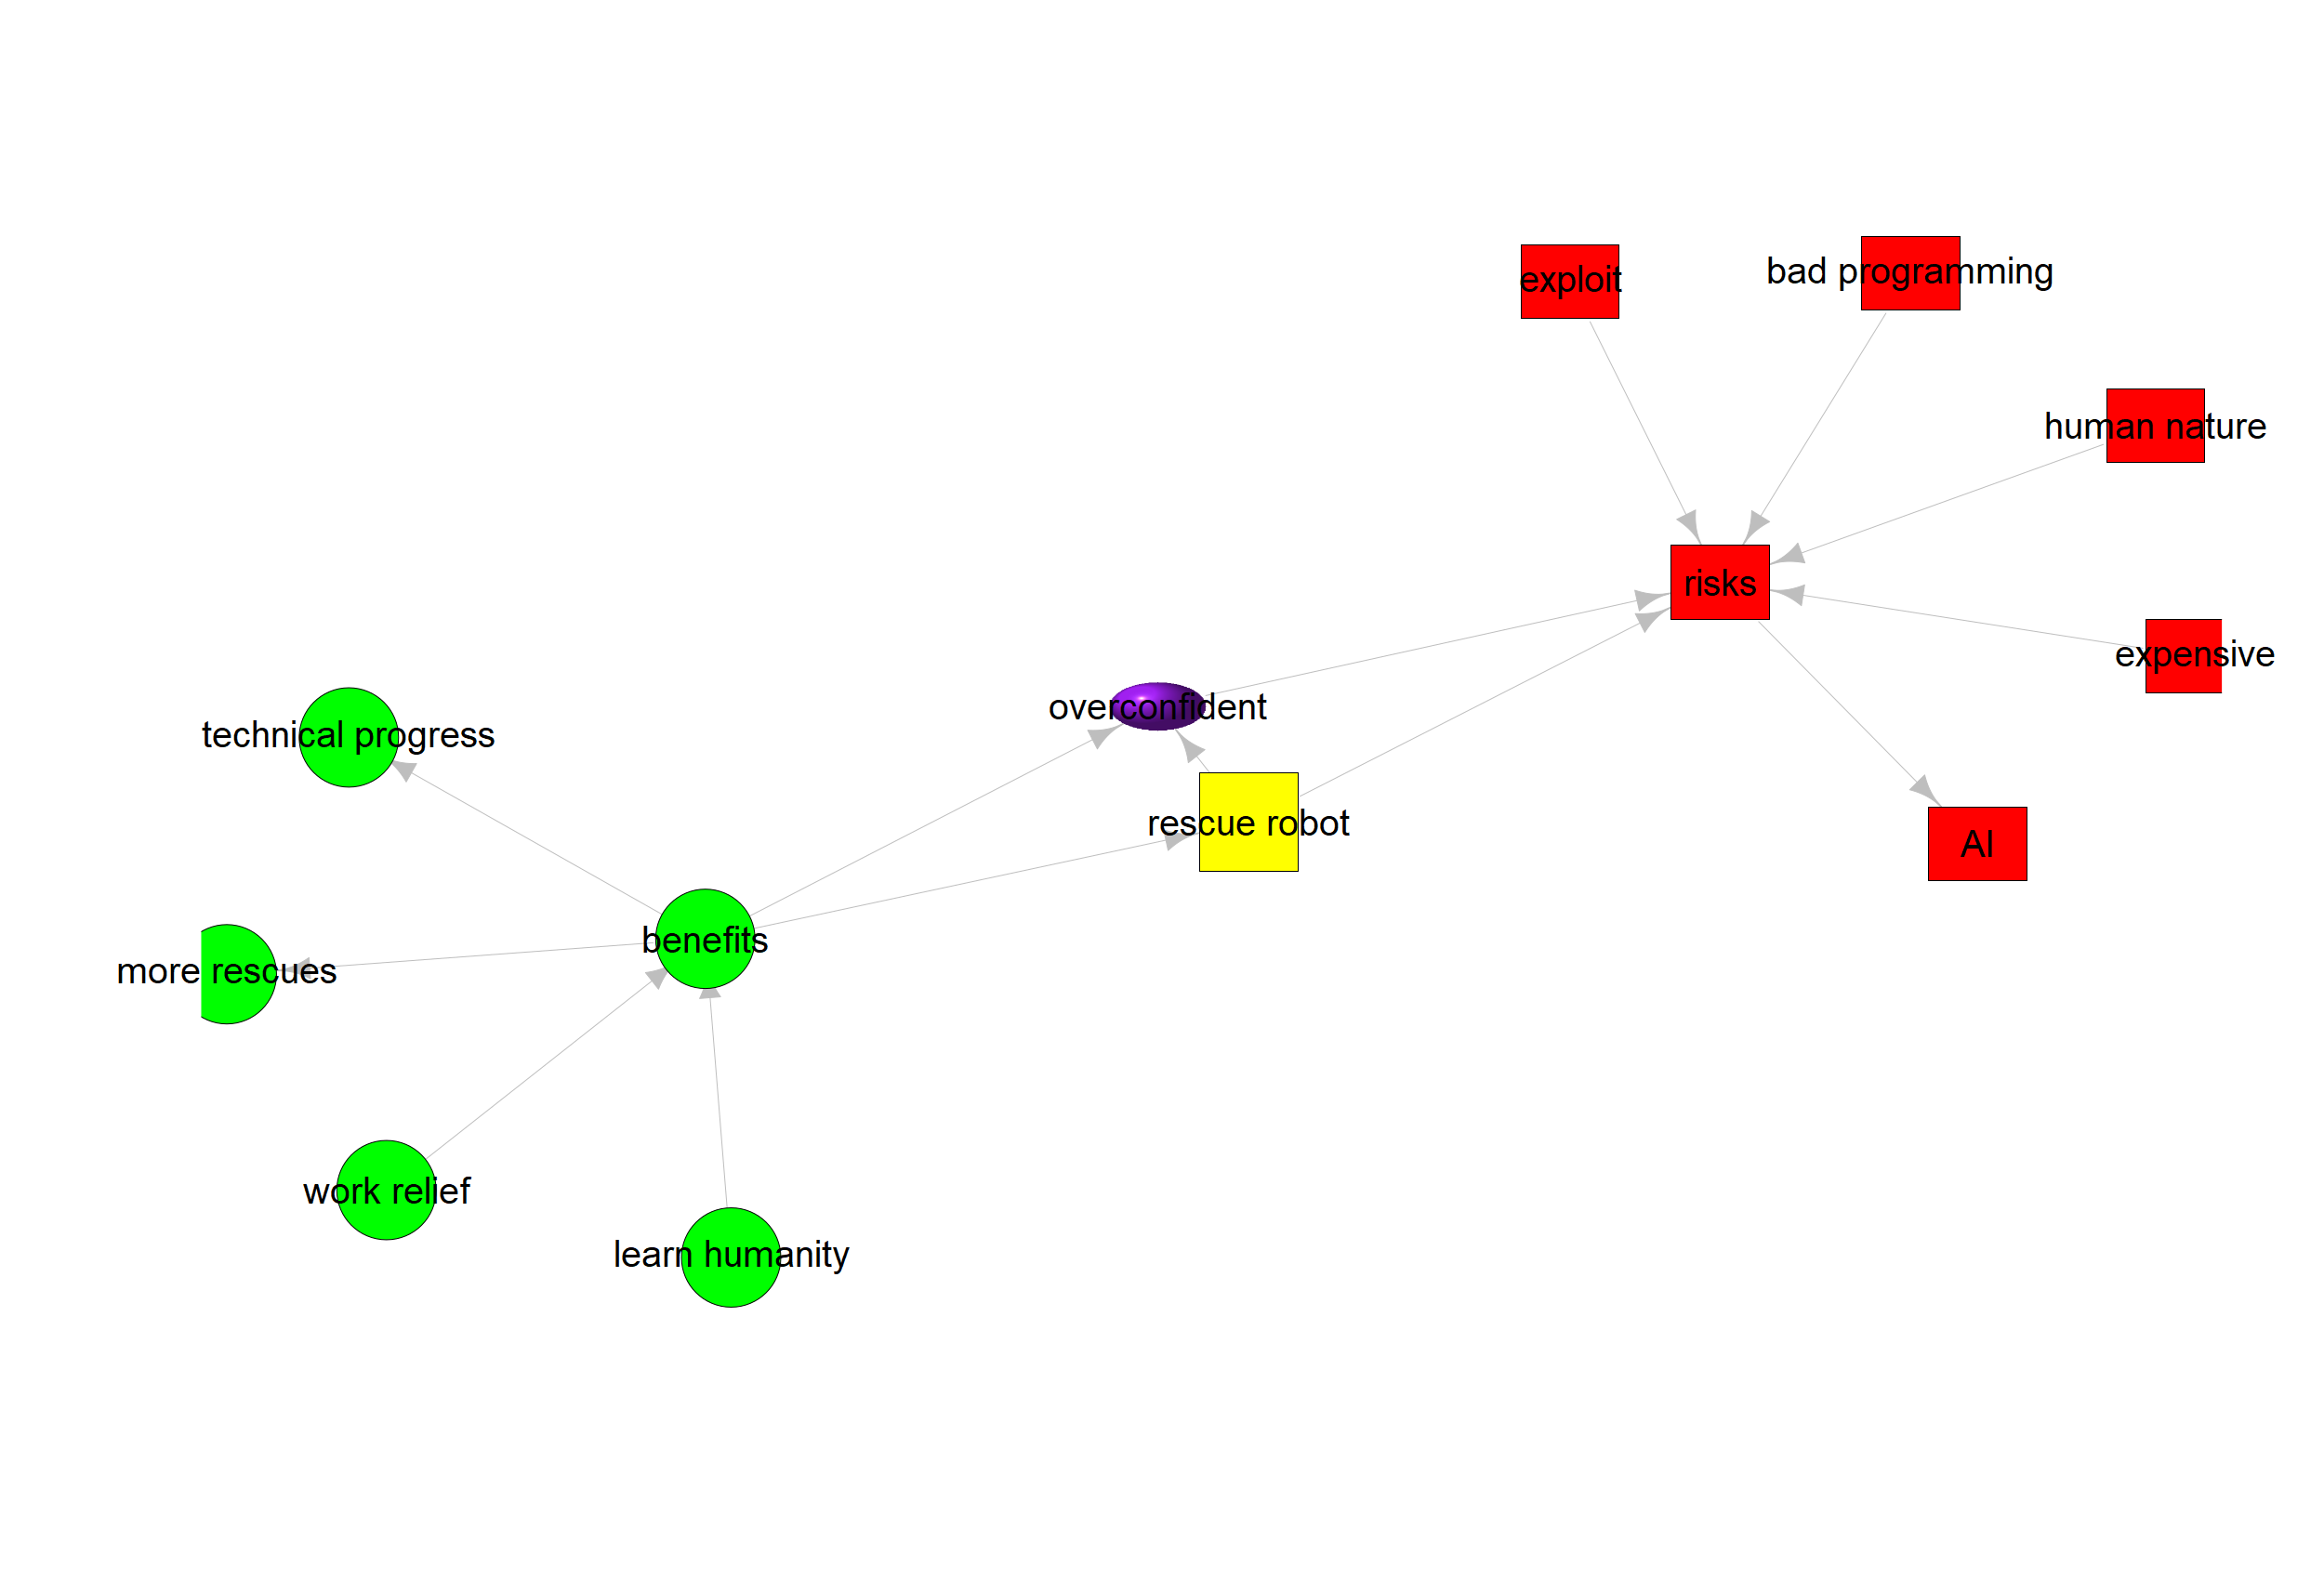 exploit
bad programming
human nature
risks
expensive
overconfident
technical progress
rescue robot
AI
benefits
more rescues
work relief
learn humanity